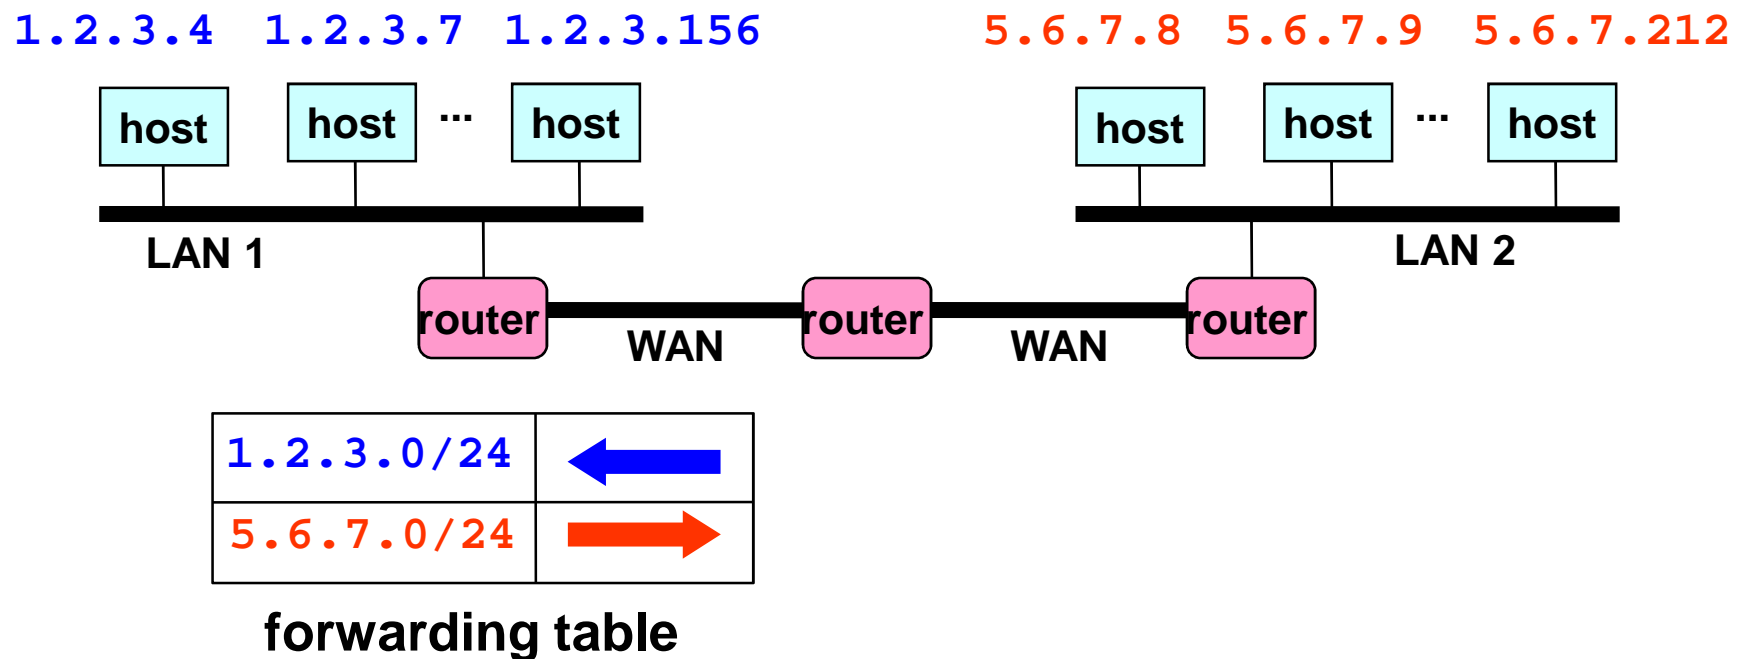 1.2.3.4 1.2.3.7 1.2.3.156 5.6.7.8 5.6.7.9 5.6.7.212
host host ... host host host ... host
LAN 1 LAN 2
router router router
WAN WAN
1.2.3.0/24
5.6.7.0/24
forwarding table